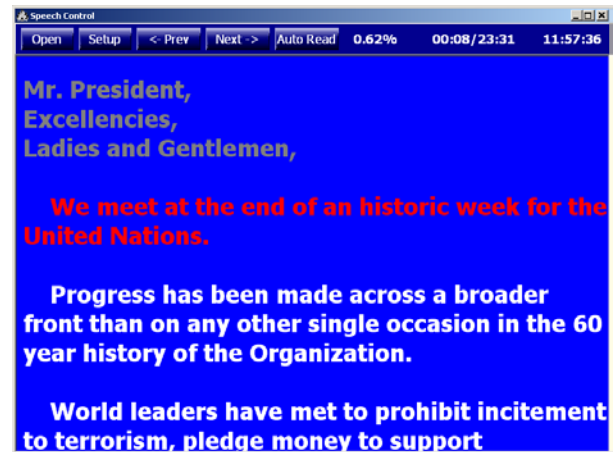 Speech Control
Open Setup <- Prev Next -> Auto Read 0.62% 00:08/23:31 11:57:36
Mr. President,
Excellencies,
Ladies and Gentlemen,
We meet at the end of an historic week for the
United Nations.
Progress has been made across a broader
front than on any other single occasion in the 60
year history of the Organization.
World leaders have met to prohibit incitement
to terrorism, pledge money to support